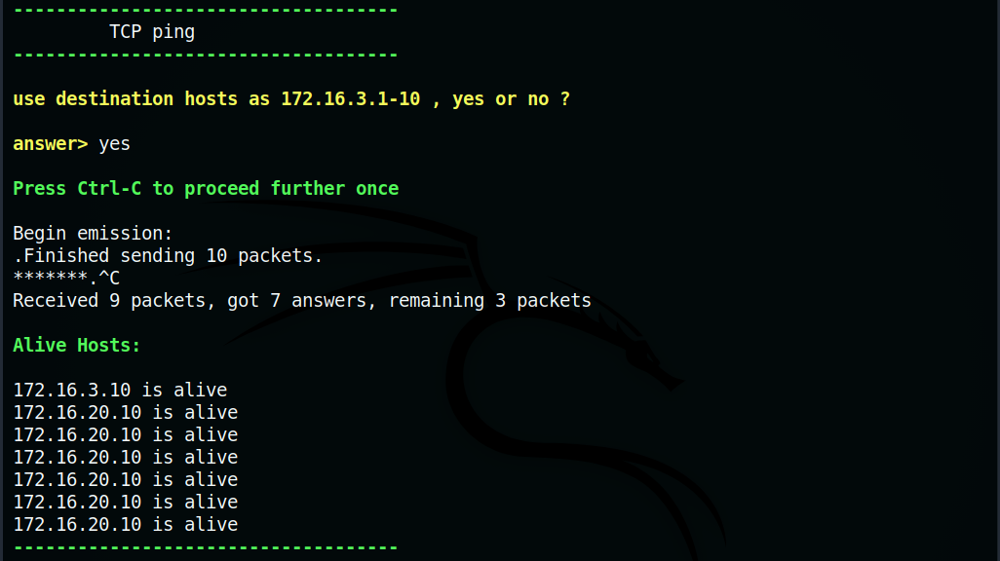 ------------------------------------
TCP ping
------------------------------------
use destination hosts as 172.16.3.1-10 , yes or no ?
answer> yes
Press Ctrl-C to proceed further once
Begin emission:
.Finished sending 10 packets.
*******.^C
Received 9 packets, got 7 answers, remaining 3 packets
Alive Hosts:
172.16.3.10 is alive
172.16.20.10 is alive
172.16.20.10 is alive
172.16.20.10 is alive
172.16.20.10 is alive
172.16.20.10 is alive
172.16.20.10 is alive
------------------------------------